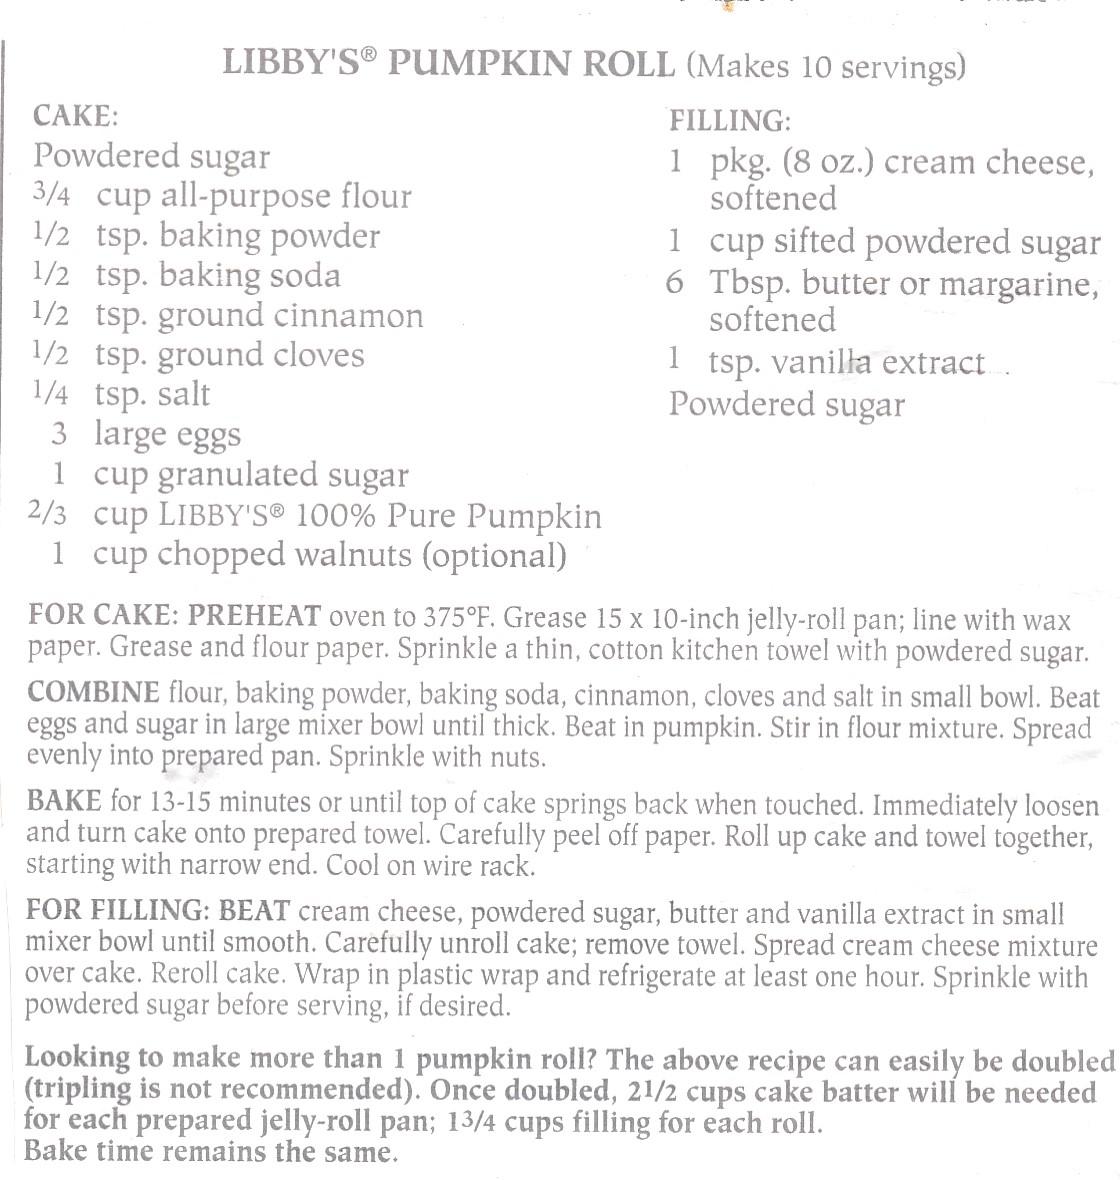 LIBBY'S® PUMPKIN ROLL (Makes 10 servings)
CAKE:
Powdered sugar
3/4 cup all-purpose flour
1/2 tsp. baking powder
1/2 tsp. baking soda
1/2 tsp. ground cinnamon
1/2 tsp. ground cloves
1/4 tsp. salt
3 large eggs
1 cup granulated sugar
2/3 cup LIBBY'S® 100% Pure Pumpkin
1 cup chopped walnuts (optional)
FILLING:
1 pkg. (8 oz.) cream cheese,
softened
1 cup sifted powdered sugar
6 Tbsp. butter or margarine,
softened
1 tsp. vanilla extract
Powdered sugar
FOR CAKE: PREHEAT oven to 375°F. Grease 15 x 10-inch jelly-roll pan; line with wax
paper. Grease and flour paper. Sprinkle a thin, cotton kitchen towel with powdered sugar.
COMBINE flour, baking powder, baking soda, cinnamon, cloves and salt in small bowl. Beat
eggs and sugar in large mixer bowl until thick. Beat in pumpkin. Stir in flour mixture. Spread
evenly into prepared pan. Sprinkle with nuts.
BAKE for 13-15 minutes or until top of cake springs back when touched. Immediately loosen
and turn cake onto prepared towel. Carefully peel off paper. Roll up cake and towel together,
starting with narrow end. Cool on wire rack.
FOR FILLING: BEAT cream cheese, powdered sugar, butter and vanilla extract in small
mixer bowl until smooth. Carefully unroll cake; remove towel. Spread cream cheese mixture
over cake. Reroll cake. Wrap in plastic wrap and refrigerate at least one hour. Sprinkle with
powdered sugar before serving, if desired.
Looking to make more than 1 pumpkin roll? The above recipe can easily be doubled
(tripling is not recommended). Once doubled, 21/2 cups cake batter will be needed
for each prepared jelly-roll pan; 13/4 cups filling for each roll.
Bake time remains the same.